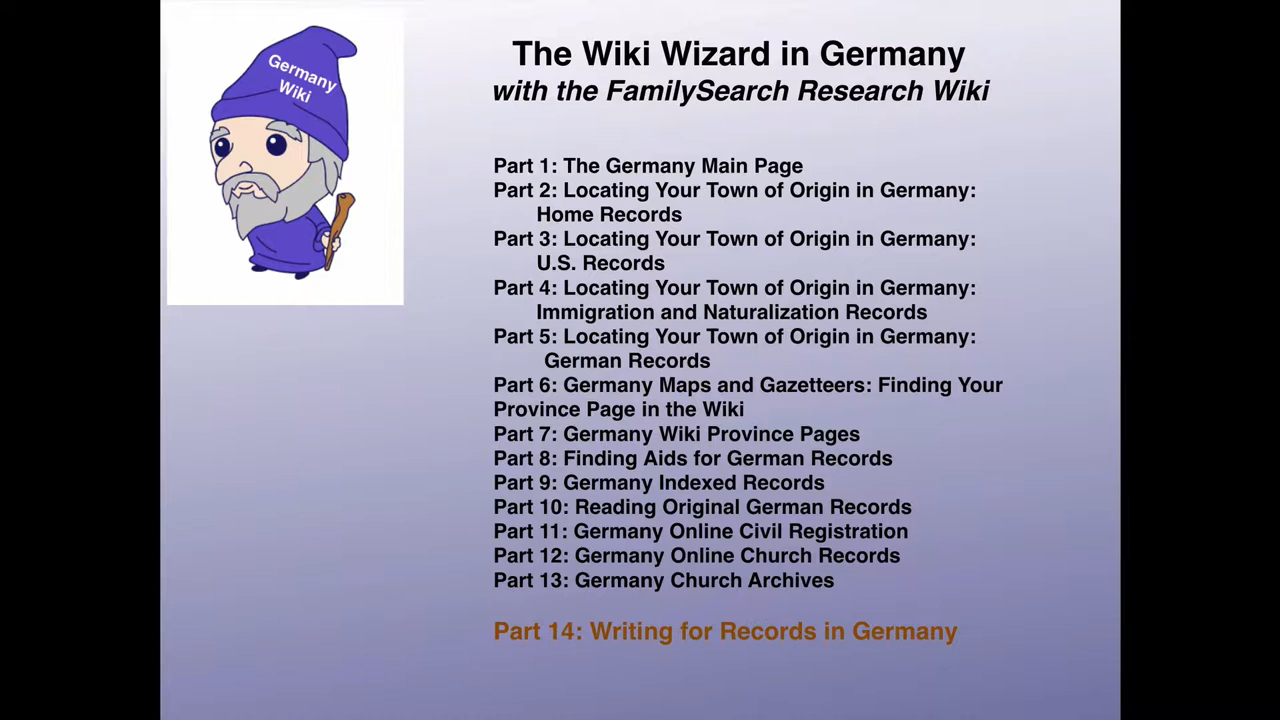 Germany
Wiki
The Wiki Wizard in Germany
with the FamilySearch Research Wiki
Part 1: The Germany Main Page
Part 2: Locating Your Town of Origin in Germany:
Home Records
Part 3: Locating Your Town of Origin in Germany:
U.S. Records
Part 4: Locating Your Town of Origin in Germany:
Immigration and Naturalization Records
Part 5: Locating Your Town of Origin in Germany:
German Records
Part 6: Germany Maps and Gazetteers: Finding Your
Province Page in the Wiki
Part 7: Germany Wiki Province Pages
Part 8: Finding Aids for German Records
Part 9: Germany Indexed Records
Part 10: Reading Original German Records
Part 11: Germany Online Civil Registration
Part 12: Germany Online Church Records
Part 13: Germany Church Archives
Part 14: Writing for Records in Germany